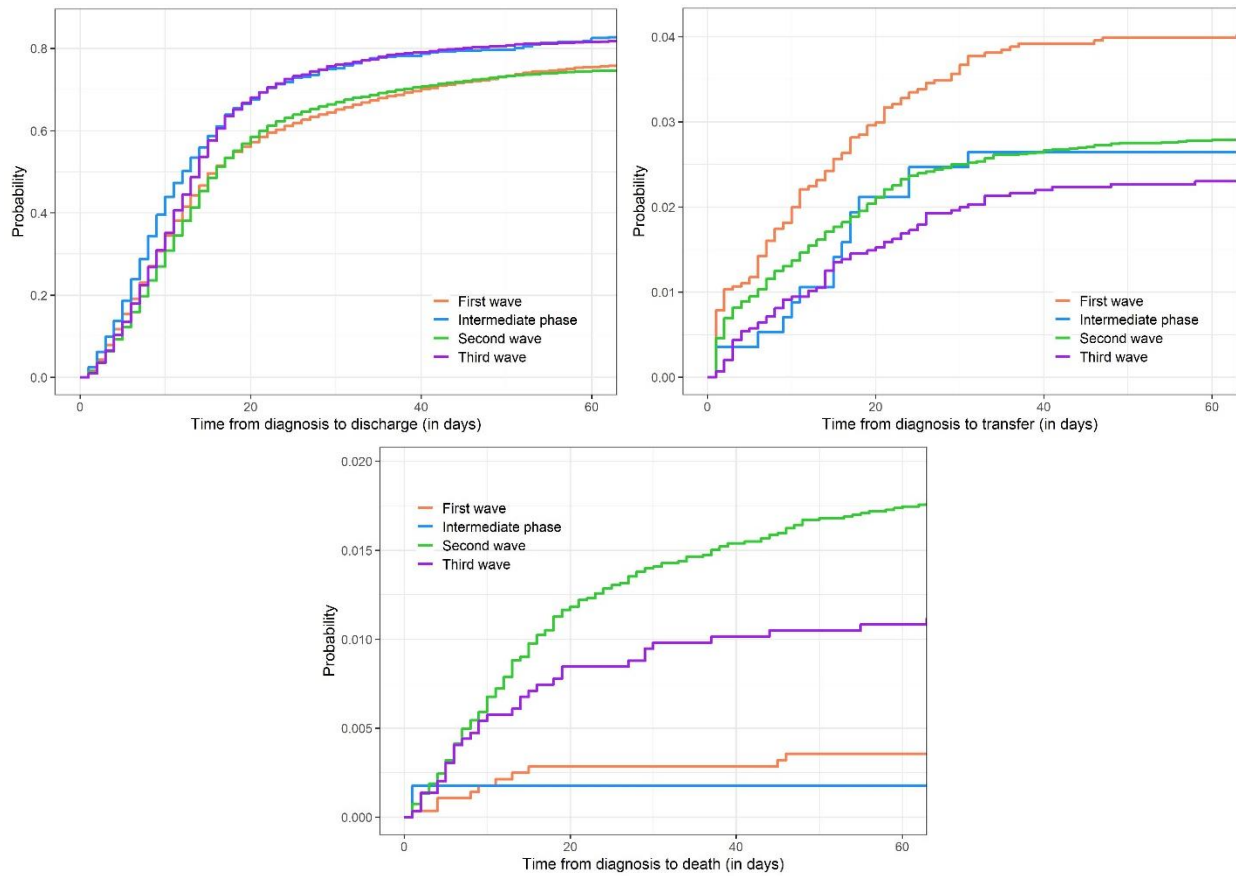 0.8
0.6
0.4
0.2
0.0
Probability
First wave
Intermediate phase
Second wave
Third wave
0 20 40 60
Time from diagnosis to discharge (in days)
0.04
0.03
0.02
0.01
0.00
Probability
First wave
Intermediate phase
Second wave
Third wave
0 20 40 60
Time from diagnosis to transfer (in days)
0.020
0.015
0.010
0.005
0.000
Probability
First wave
Intermediate phase
Second wave
Third wave
0 20 40 60
Time from diagnosis to death (in days)